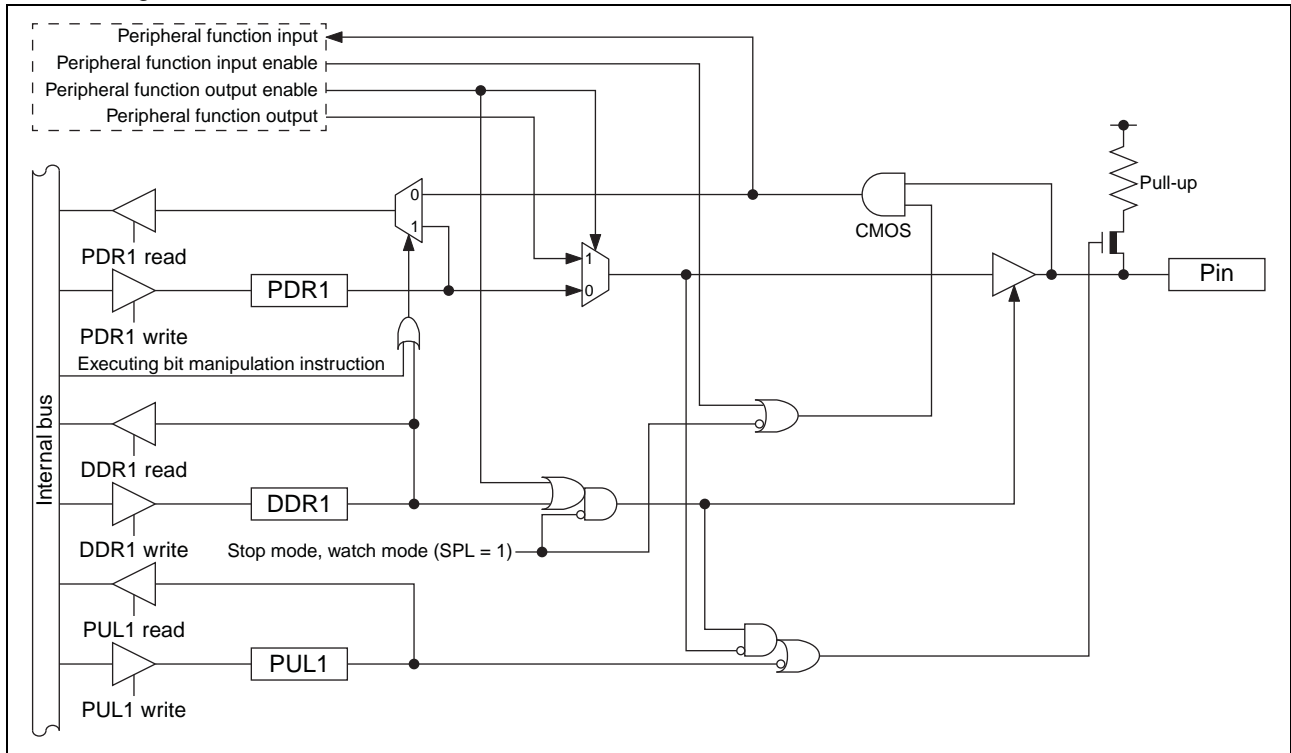 Peripheral function input
Peripheral function input enable
Peripheral function output enable
Peripheral function output
Pull-up
0
CMOS
1
PDR1 read
1
Pin
PDR1
0
PDR1 write
Executing bit manipulation instruction
Internal bus
DDR1 read
DDR1
Stop mode, watch mode (SPL = 1)
DDR1 write
PUL1 read
PUL1
PUL1 write